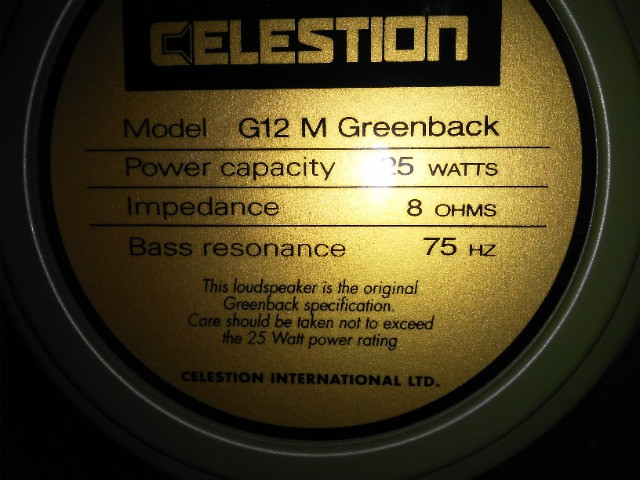 CELESTION
Model G12 M Greenback
Power capacity 25 WATTS
Impedance 8 OHMS
Bass resonance 75 HZ
This loudspeaker is the original
Greenback specification.
Care should be taken not to exceed
the 25 Watt power rating
CELESTION INTERNATIONAL LTD.